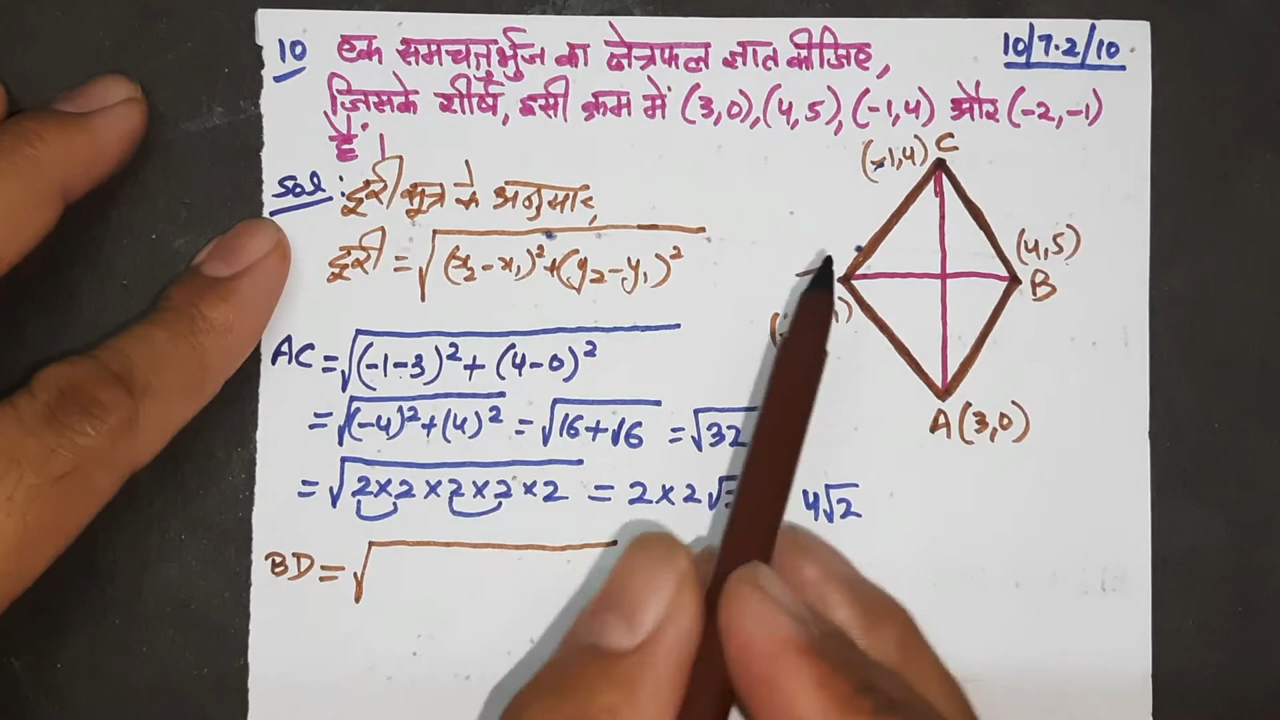 10 एक समचतुर्भुज का क्षेत्रफल ज्ञात कीजिए,
10/7.2/10
जिसके शीर्ष, इसी क्रम में (3,0),(4,5),(-1,4) और (-2,-1)
हैं।
Sol: दूरी सूत्र के अनुसार,
दूरी = √(x₂-x₁)²+(y₂-y₁)²
(-1,4) C
(4,5)
B
A(3,0)
AC = √(-1-3)²+(4-0)²
= √(-4)²+(4)² = √16+16 = √32
= √2×2×2×2×2 = 2×2√ 4√2
BD = √